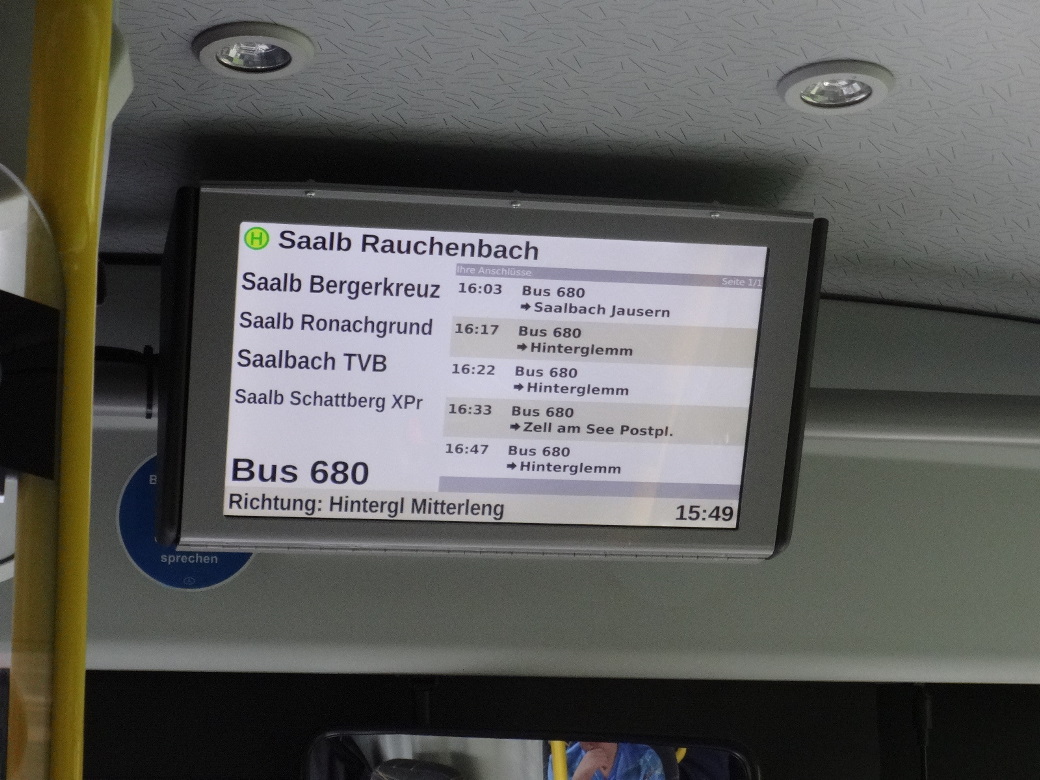 H Saalb Rauchenbach
Saalb Bergerkreuz
Saalb Ronachgrund
Saalbach TVB
Saalb Schattberg XPr
Bus 680
Ihre Anschlüsse Seite 1/1
16:03 Bus 680
➡Saalbach Jausern
16:17 Bus 680
➡Hinterglemm
16:22 Bus 680
➡Hinterglemm
16:33 Bus 680
➡Zell am See Postpl.
16:47 Bus 680
➡Hinterglemm
Richtung: Hintergl Mitterleng 15:49
sprechen